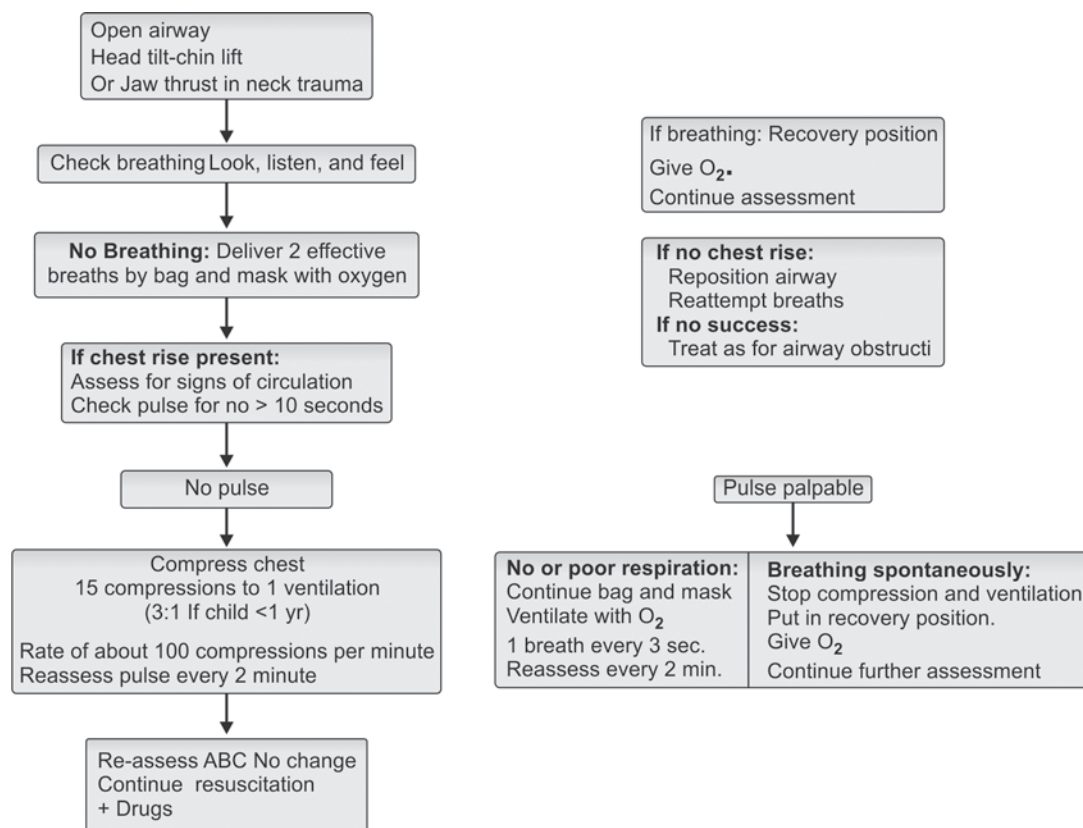 Open airway
Head tilt-chin lift
Or Jaw thrust in neck trauma
Check breathing Look, listen, and feel
No Breathing: Deliver 2 effective
breaths by bag and mask with oxygen
If chest rise present:
Assess for signs of circulation
Check pulse for no > 10 seconds
No pulse
Compress chest
15 compressions to 1 ventilation
(3:1 If child <1 yr)
Rate of about 100 compressions per minute
Reassess pulse every 2 minute
Re-assess ABC No change
Continue resuscitation
+ Drugs
If breathing: Recovery position
Give O₂.
Continue assessment
If no chest rise:
Reposition airway
Reattempt breaths
If no success:
Treat as for airway obstructi
Pulse palpable
No or poor respiration:
Continue bag and mask
Ventilate with O₂
1 breath every 3 sec.
Reassess every 2 min.
Breathing spontaneously:
Stop compression and ventilation
Put in recovery position.
Give O₂
Continue further assessment